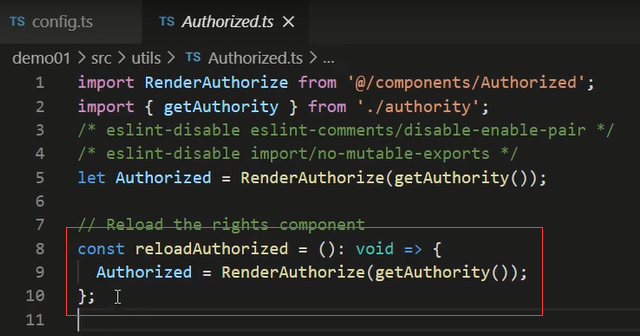 TS config.ts
TS Authorized.ts ×
demo01 > src > utils > TS Authorized.ts > ...
1 import RenderAuthorize from '@/components/Authorized';
2 import { getAuthority } from './authority';
3 /* eslint-disable eslint-comments/disable-enable-pair */
4 /* eslint-disable import/no-mutable-exports */
5 let Authorized = RenderAuthorize(getAuthority());
6
7 // Reload the rights component
8 const reloadAuthorized = (): void => {
9 Authorized = RenderAuthorize(getAuthority());
10 };
11